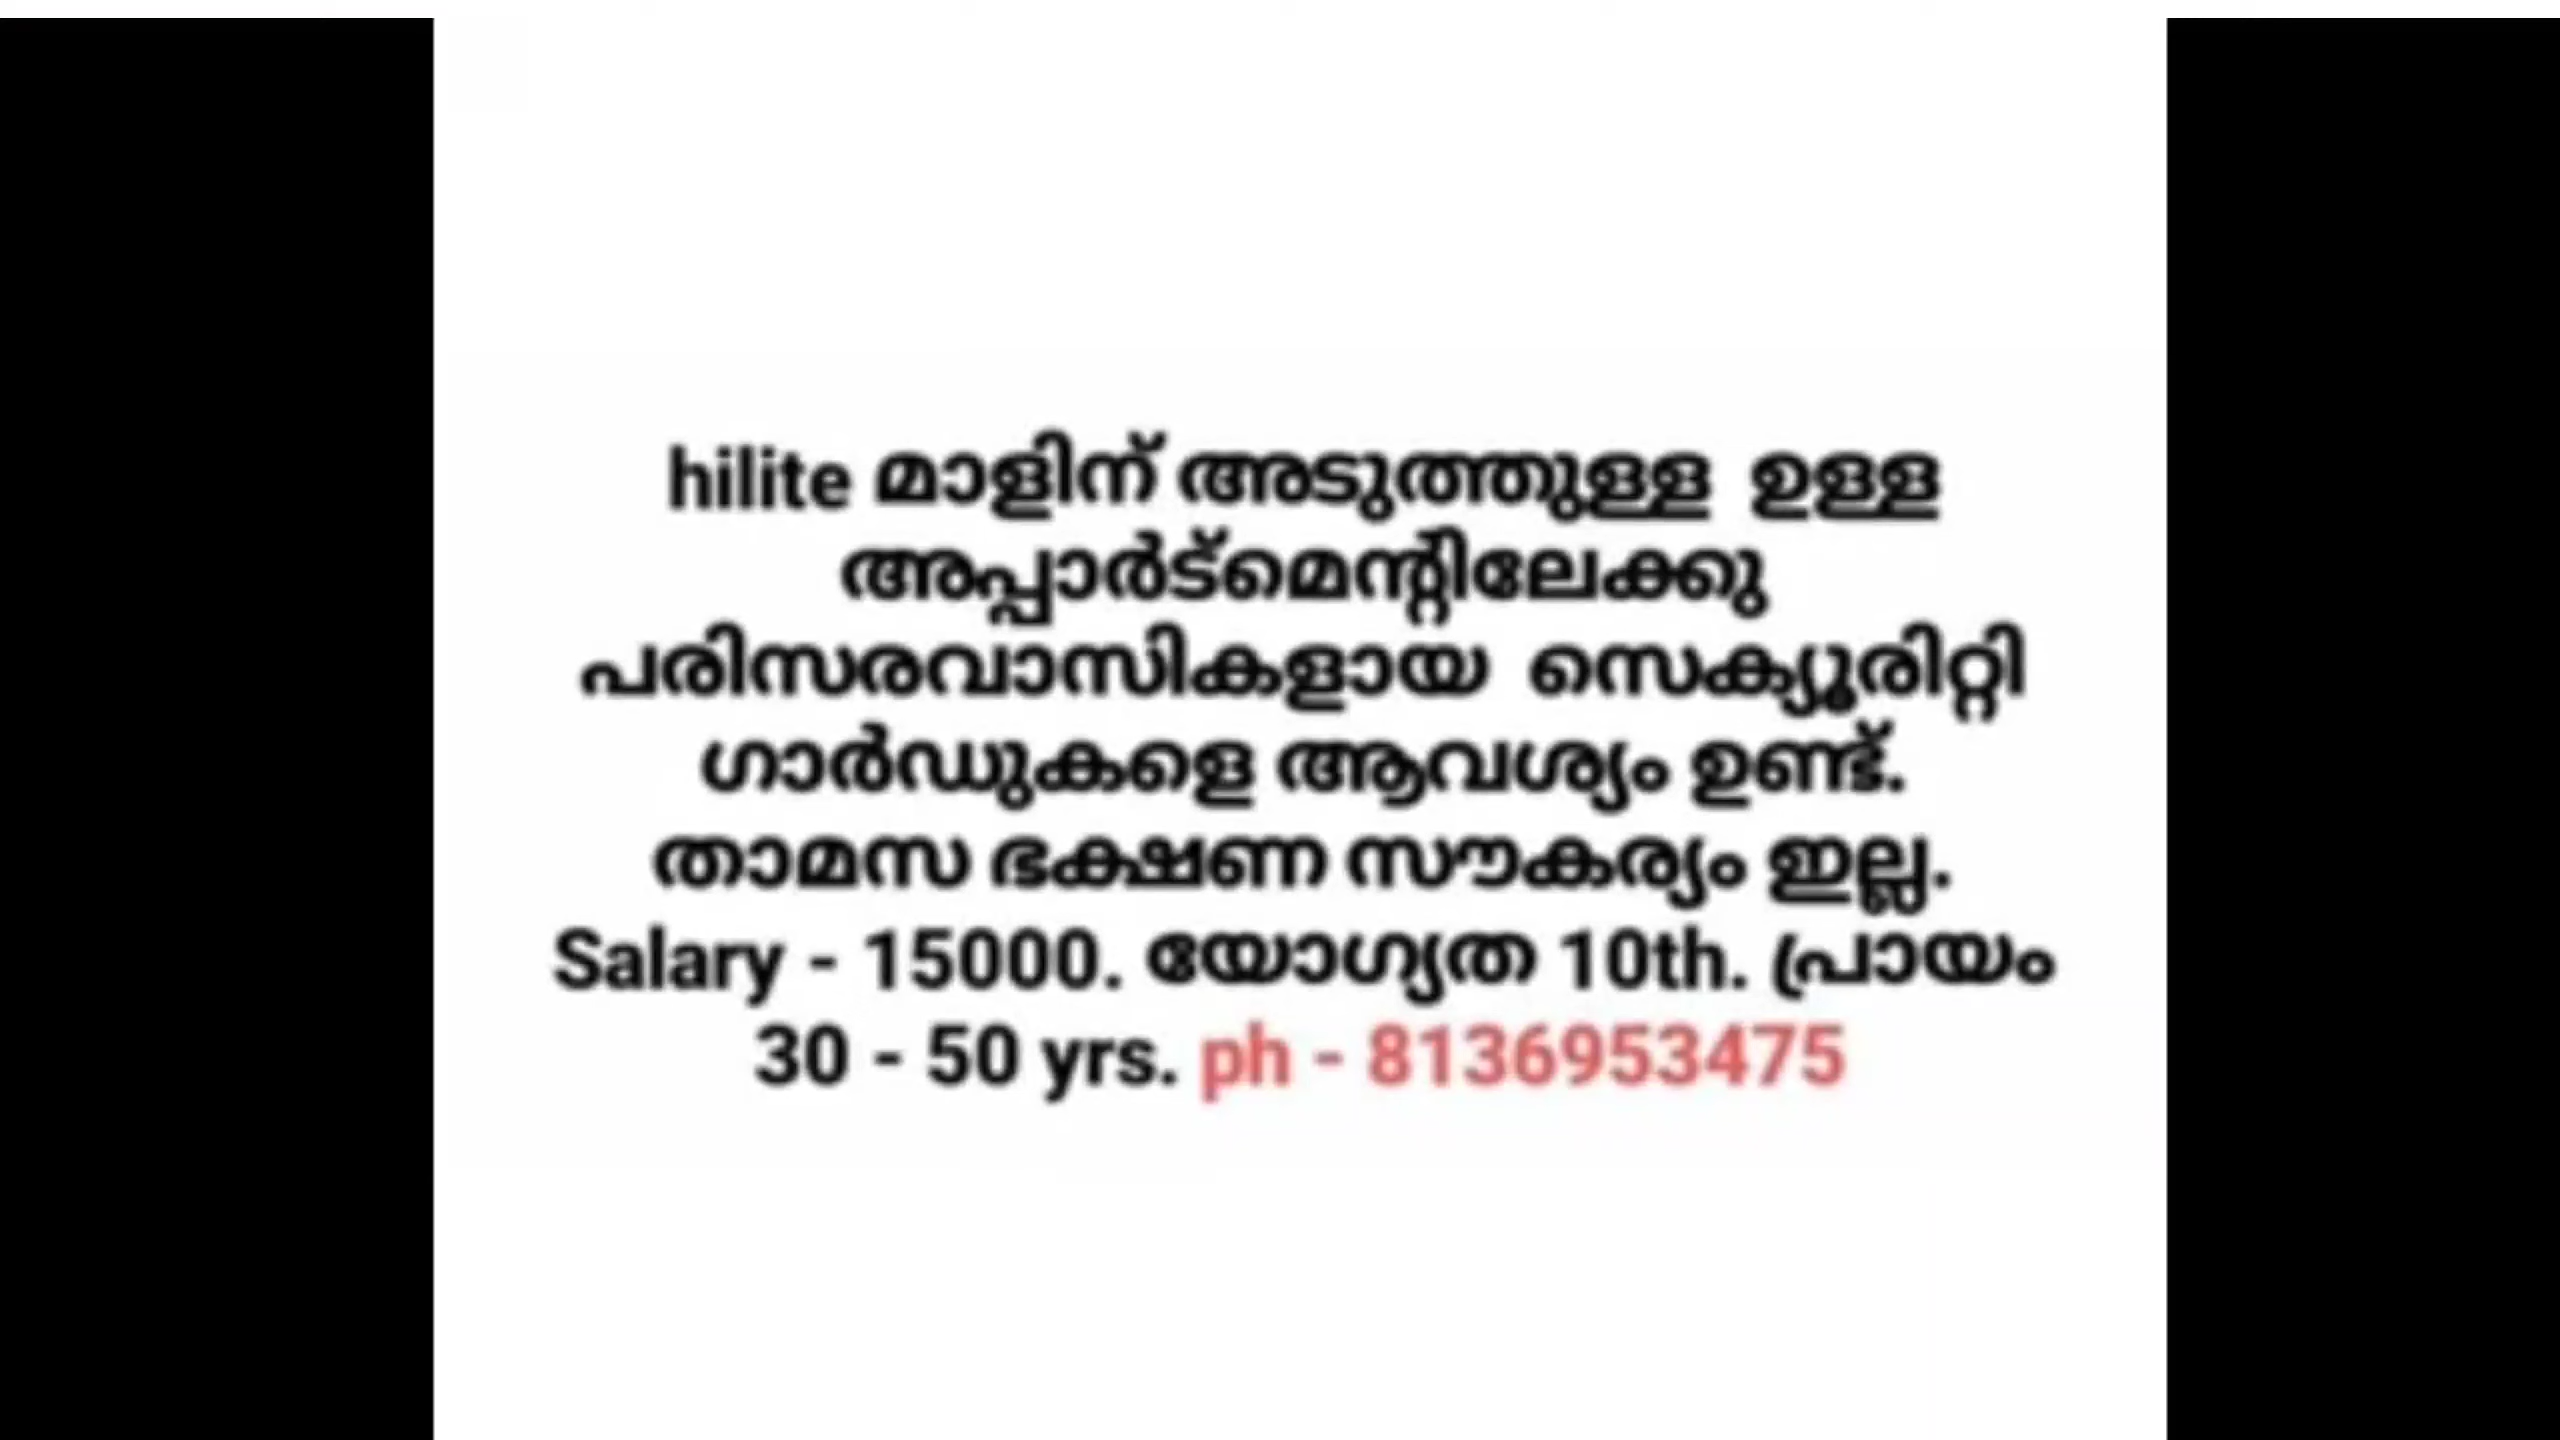 hilite മാളിന് അടുത്തുള്ള ഉള്ള
അപ്പാർട്മെന്റിലേക്കു
പരിസരവാസികളായ സെക്യൂരിറ്റി
ഗാർഡുകളെ ആവശ്യം ഉണ്ട്.
താമസ ഭക്ഷണ സൗകര്യം ഇല്ല.
Salary - 15000. യോഗ്യത 10th. പ്രായം
30 - 50 yrs. ph - 8136953475